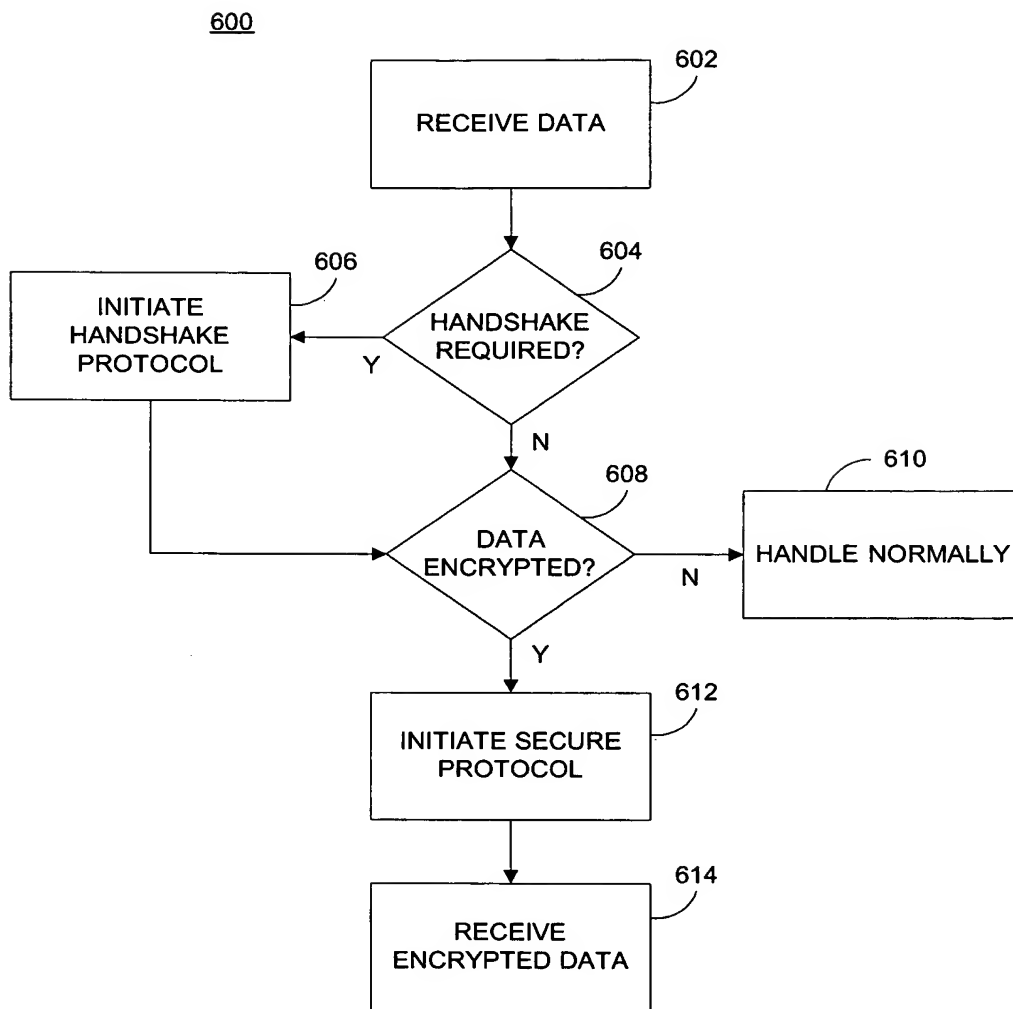 600
602
RECEIVE DATA
604
HANDSHAKE
REQUIRED?
606
INITIATE
HANDSHAKE
PROTOCOL
Y
N
608
DATA
ENCRYPTED?
N
610
HANDLE NORMALLY
Y
612
INITIATE SECURE
PROTOCOL
614
RECEIVE
ENCRYPTED DATA